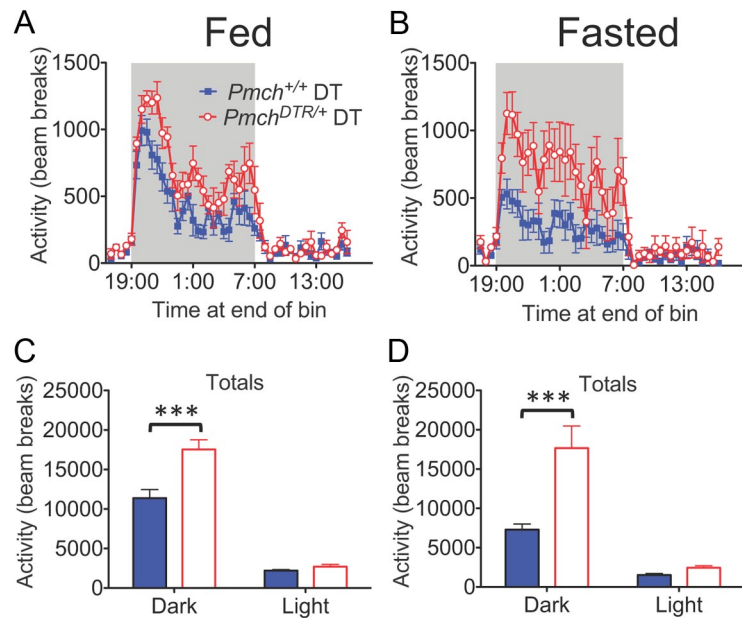 A Fed
Activity (beam breaks)
1500
1000
500
0
Pmch+/+ DT
PmchDTR/+ DT
19:00 1:00 7:00 13:00
Time at end of bin
B Fasted
Activity (beam breaks)
1500
1000
500
0
19:00 1:00 7:00 13:00
Time at end of bin
C
Totals
Activity (beam breaks)
25000
20000
15000
10000
5000
0
***
Dark Light
D
Totals
Activity (beam breaks)
25000
20000
15000
10000
5000
0
***
Dark Light